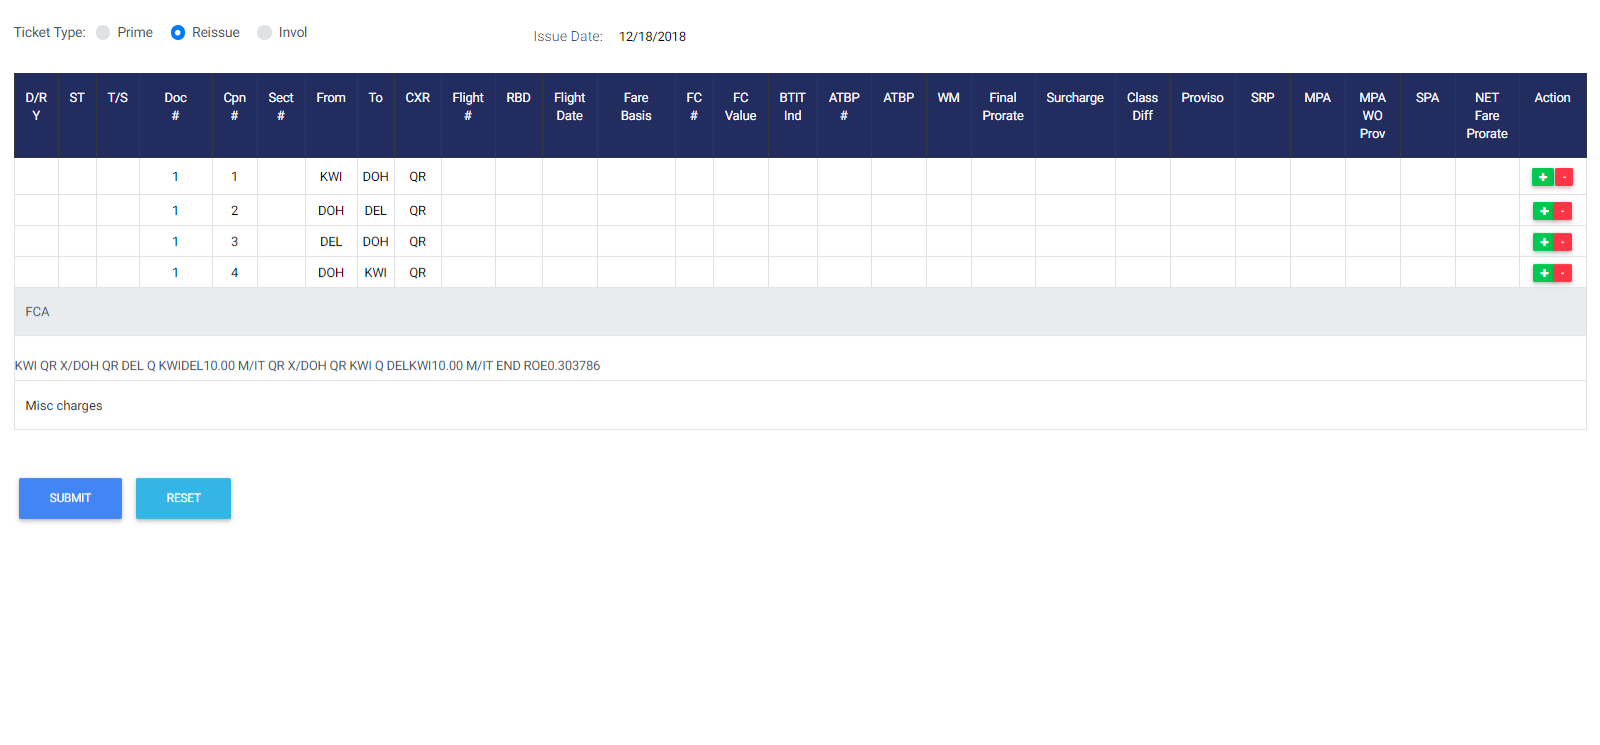 Ticket Type: Prime Reissue Invol Issue Date: 12/18/2018
D/R Y ST T/S Doc # Cpn # Sect # From To CXR Flight # RBD Flight Date Fare Basis FC # FC Value BTIT Ind ATBP # ATBP WM Final Prorate Surcharge Class Diff Proviso SRP MPA MPA WO Prov SPA NET Fare Prorate Action
1 1 KWI DOH QR + -
1 2 DOH DEL QR + -
1 3 DEL DOH QR + -
1 4 DOH KWI QR + -
FCA
KWI QR X/DOH QR DEL Q KWIDEL10.00 M/IT QR X/DOH QR KWI Q DELKWI10.00 M/IT END ROE0.303786
Misc charges
SUBMIT RESET